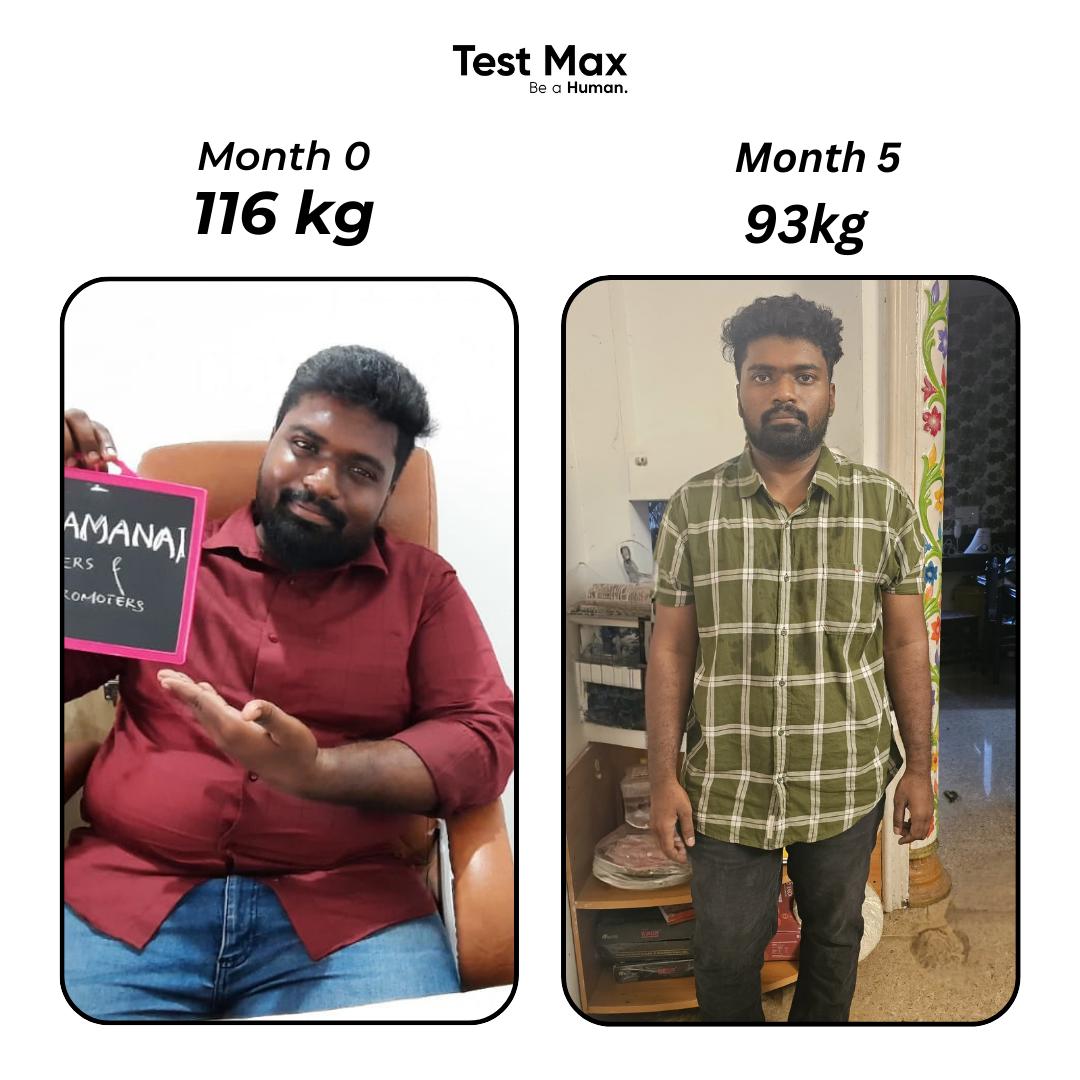 Test Max
Be a Human.
Month 0
116 kg
Month 5
93kg
AMANAI
ERS &
ROMOTERS